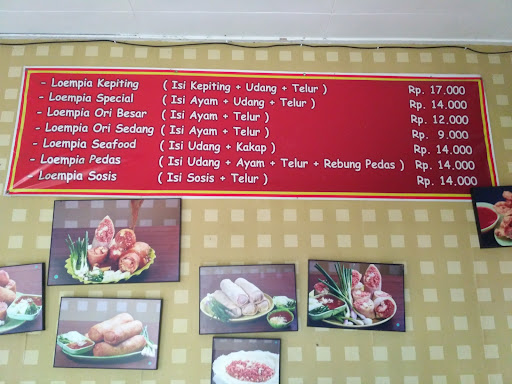 - Loempia Kepiting ( Isi Kepiting + Udang + Telur ) Rp. 17.000
- Loempia Special ( Isi Ayam + Udang + Telur ) Rp. 14.000
- Loempia Ori Besar ( Isi Ayam + Telur ) Rp. 12.000
- Loempia Ori Sedang ( Isi Ayam + Telur ) Rp. 9.000
- Loempia Seafood ( Isi Udang + Kakap ) Rp. 14.000
- Loempia Pedas ( Isi Udang + Ayam + Telur + Rebung Pedas ) Rp. 14.000
- Loempia Sosis ( Isi Sosis + Telur ) Rp. 14.000